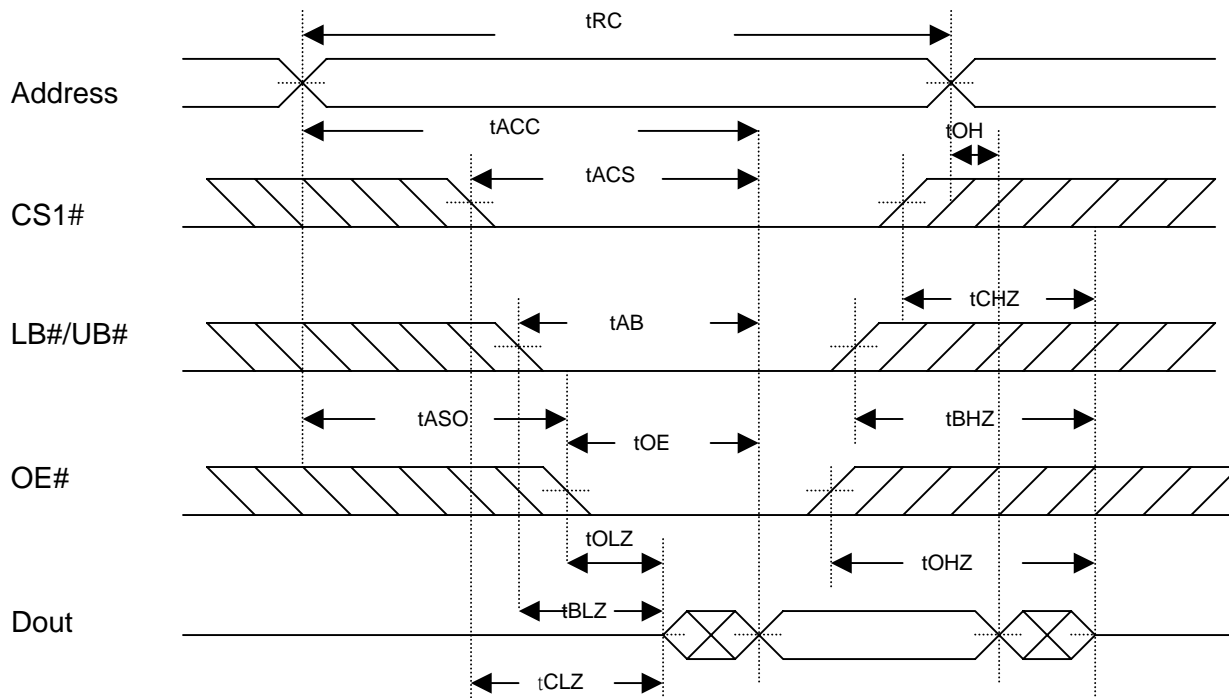 tRC
Address
tACC
tOH
tACS
CS1#
tCHZ
tAB
LB#/UB#
tASO
tBHZ
tOE
OE#
tOLZ
tOHZ
tBLZ
Dout
tCLZ